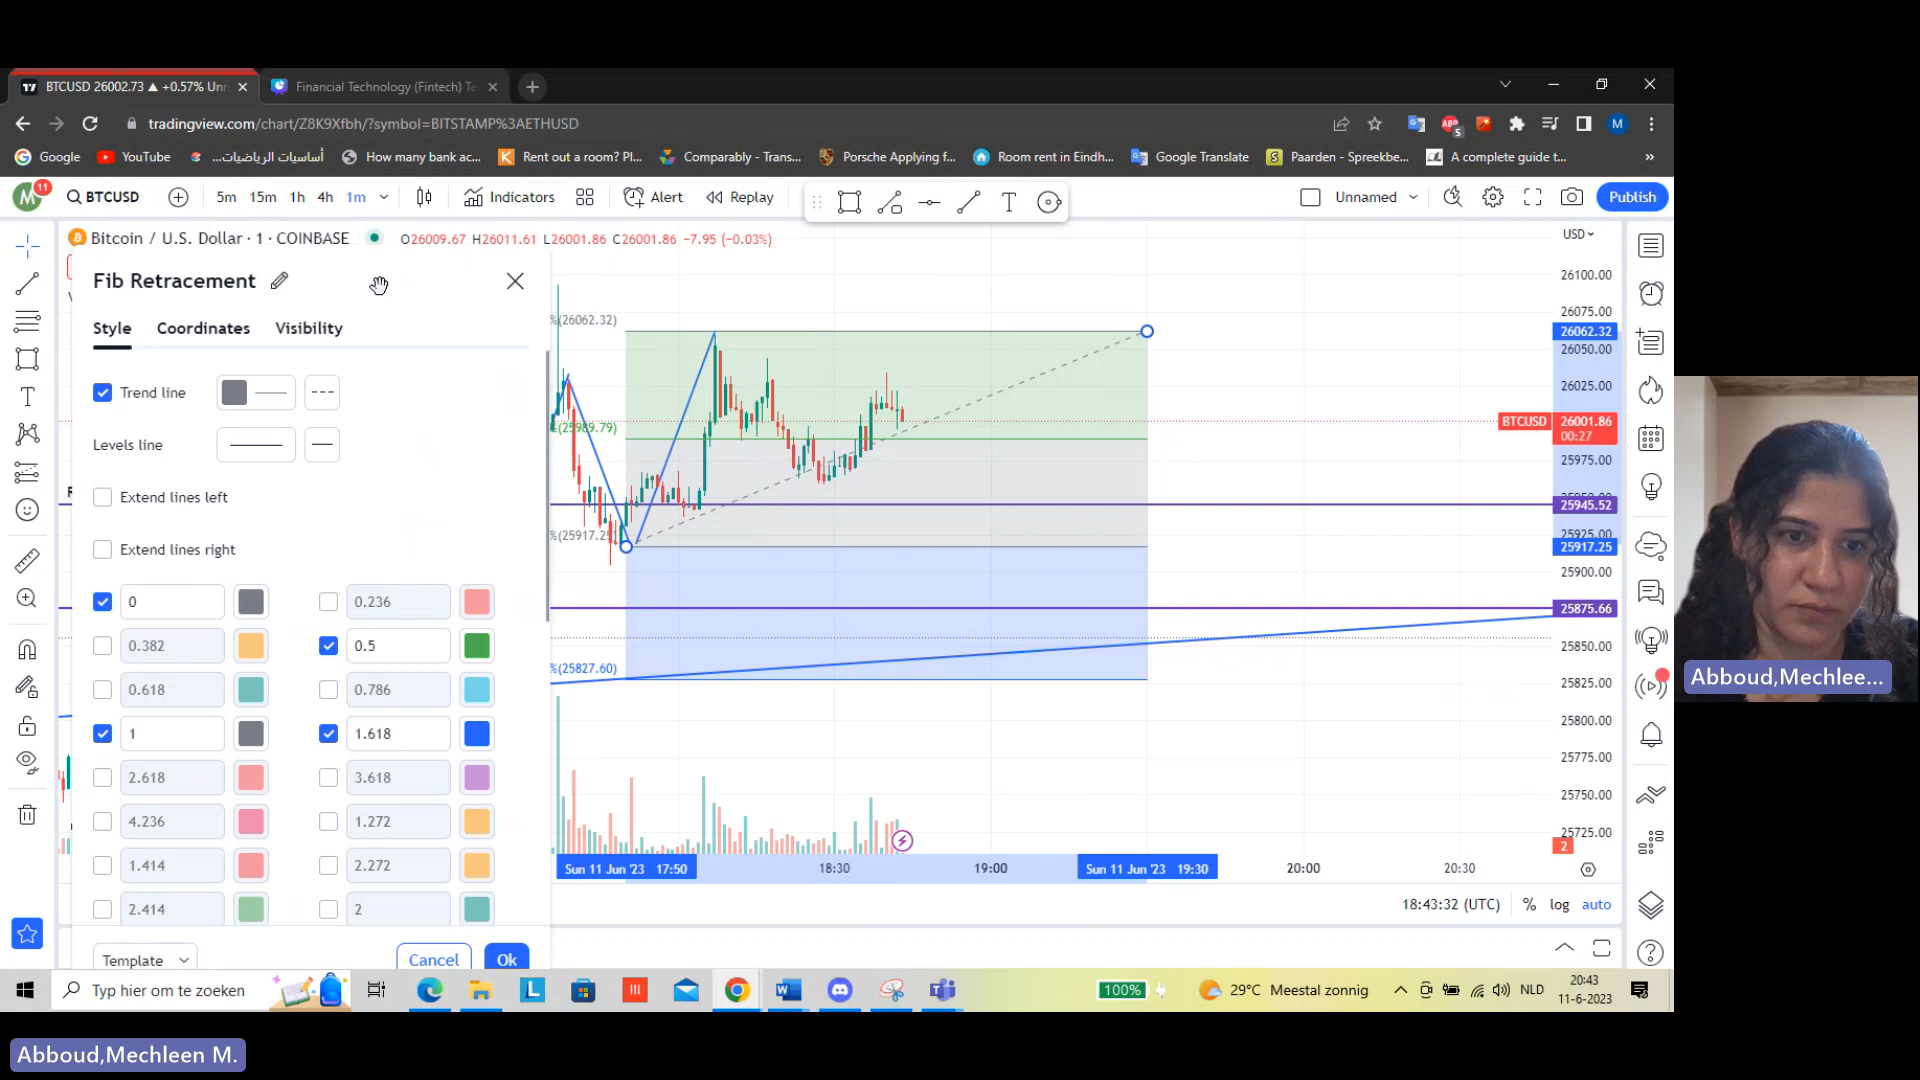 BTCUSD 26002.73 ▲ +0.57% Unn
Financial Technology (Fintech) Te
tradingview.com/chart/Z8K9Xfbh/?symbol=BITSTAMP%3AETHUSD
Google
YouTube
أساسيات الرياضيات...
How many bank ac...
Rent out a room? Pl...
Comparably - Trans...
Porsche Applying f...
Room rent in Eindh...
Google Translate
Paarden - Spreekbe...
A complete guide t...
»
M 11
BTCUSD
5m 15m 1h 4h 1m
Indicators
Alert
Replay
Unnamed
Publish
Bitcoin / U.S. Dollar · 1 · COINBASE
O26009.67 H26011.61 L26001.86 C26001.86 −7.95 (−0.03%)
USD
Fib Retracement
Style Coordinates Visibility
Trend line
Levels line
Extend lines left
Extend lines right
0 0.236
0.382 0.5
0.618 0.786
1 1.618
2.618 3.618
4.236 1.272
1.414 2.272
2.414 2
Template Cancel Ok
%(26062.32)
%(25989.79)
%(25917.25)
%(25827.60)
26100.00
26075.00
26062.32
26050.00
26025.00
BTCUSD 26001.86
00:27
25975.00
25945.52
25925.00
25917.25
25900.00
25875.66
25850.00
25825.00
25800.00
25775.00
25750.00
25725.00
2
Sun 11 Jun '23 17:50
18:30
19:00
Sun 11 Jun '23 19:30
20:00
20:30
18:43:32 (UTC) % log auto
Typ hier om te zoeken
100%
29°C Meestal zonnig
NLD
20:43
11-6-2023
Abboud,Mechlee...
Abboud,Mechleen M.